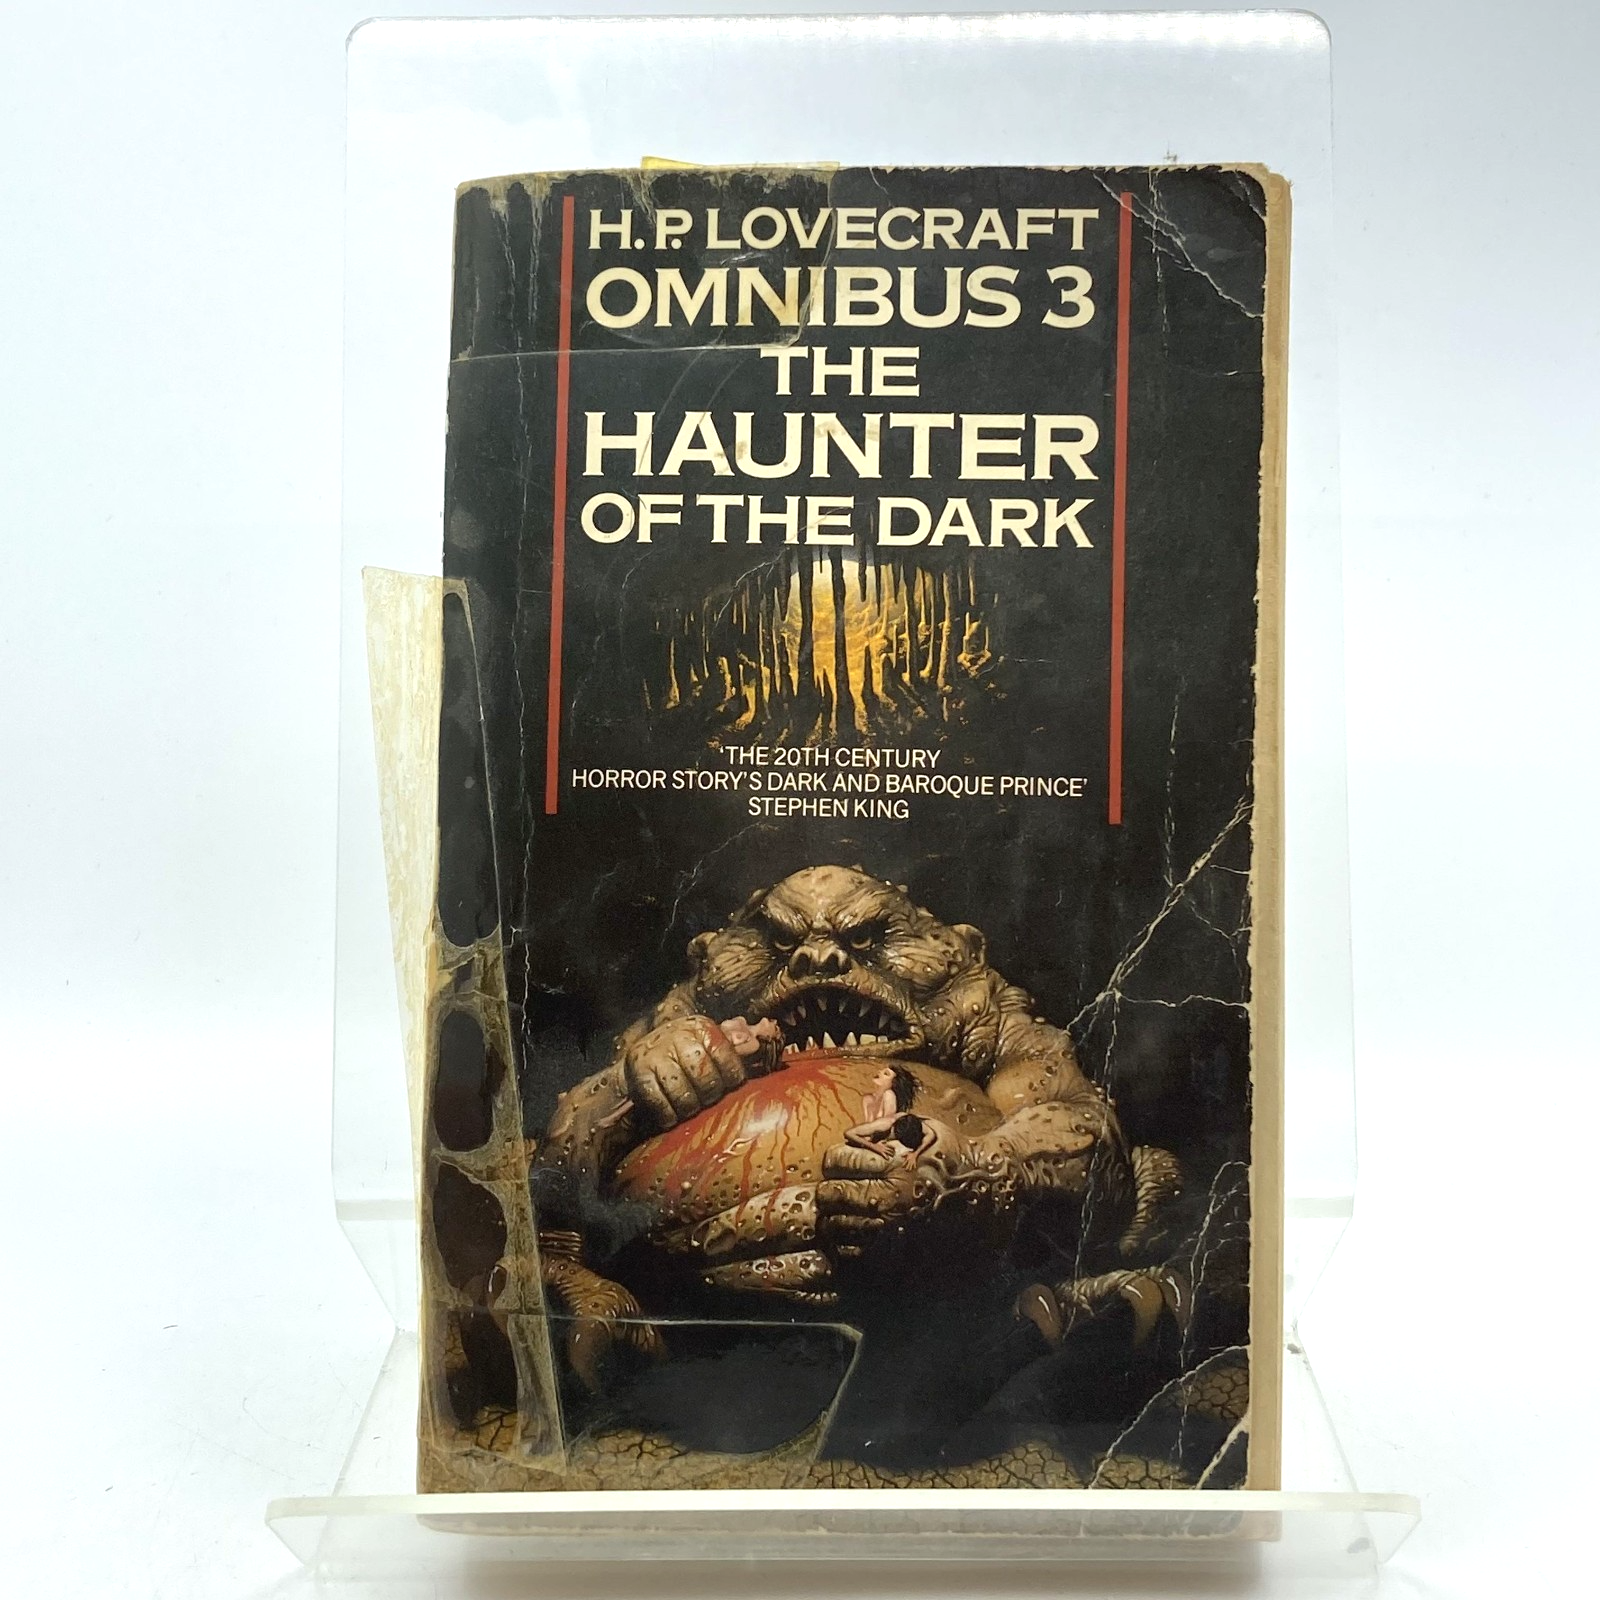 H.P. LOVECRAFT
OMNIBUS 3
THE
HAUNTER
OF THE DARK
'THE 20TH CENTURY
HORROR STORY'S DARK AND BAROQUE PRINCE'
STEPHEN KING